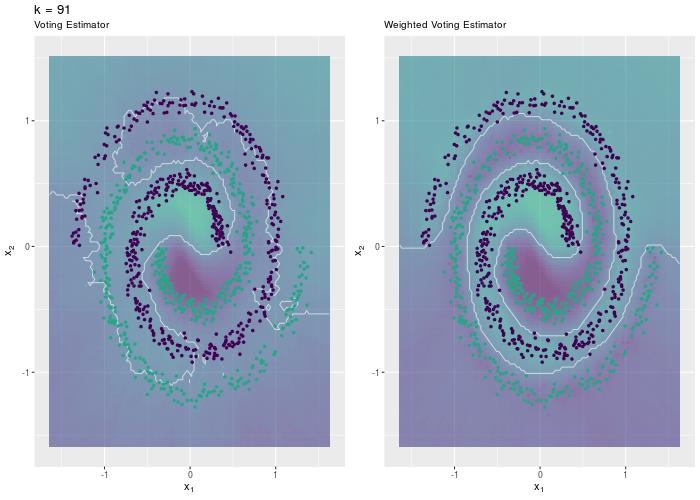 k = 91
Voting Estimator
Weighted Voting Estimator
1
0
-1
x₂
-1
0
1
x₁
1
0
-1
x₂
-1
0
1
x₁